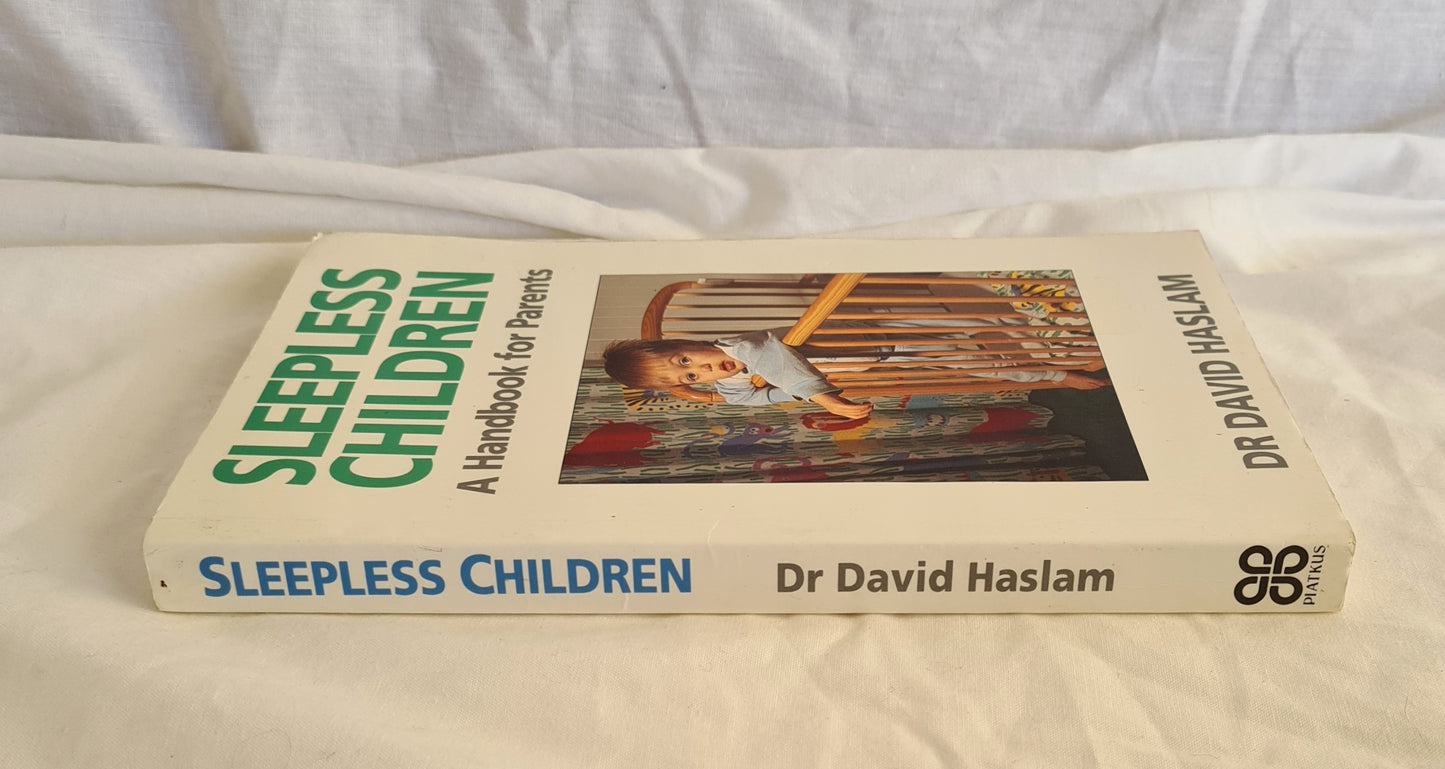 SLEEPLESS
CHILDREN
A Handbook for Parents
DR DAVID HASLAM
SLEEPLESS CHILDREN
Dr David Haslam
PIATKUS